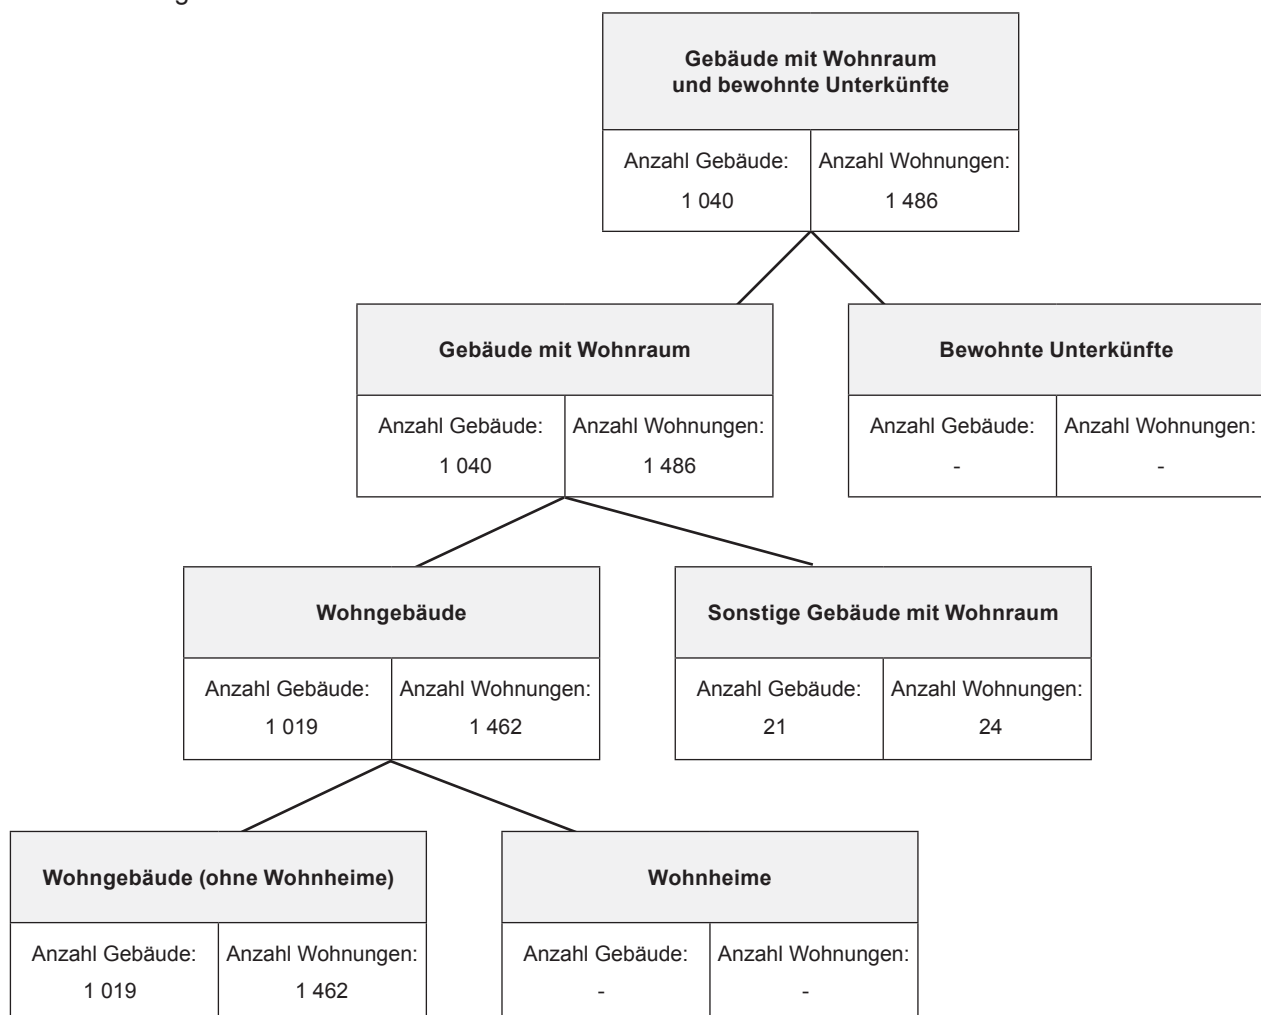 Gebäude mit Wohnraum
und bewohnte Unterkünfte
Anzahl Gebäude: Anzahl Wohnungen:
1 040 1 486
Gebäude mit Wohnraum Bewohnte Unterkünfte
Anzahl Gebäude: Anzahl Wohnungen: Anzahl Gebäude: Anzahl Wohnungen:
1 040 1 486 - -
Wohngebäude Sonstige Gebäude mit Wohnraum
Anzahl Gebäude: Anzahl Wohnungen: Anzahl Gebäude: Anzahl Wohnungen:
1 019 1 462 21 24
Wohngebäude (ohne Wohnheime) Wohnheime
Anzahl Gebäude: Anzahl Wohnungen: Anzahl Gebäude: Anzahl Wohnungen:
1 019 1 462 - -